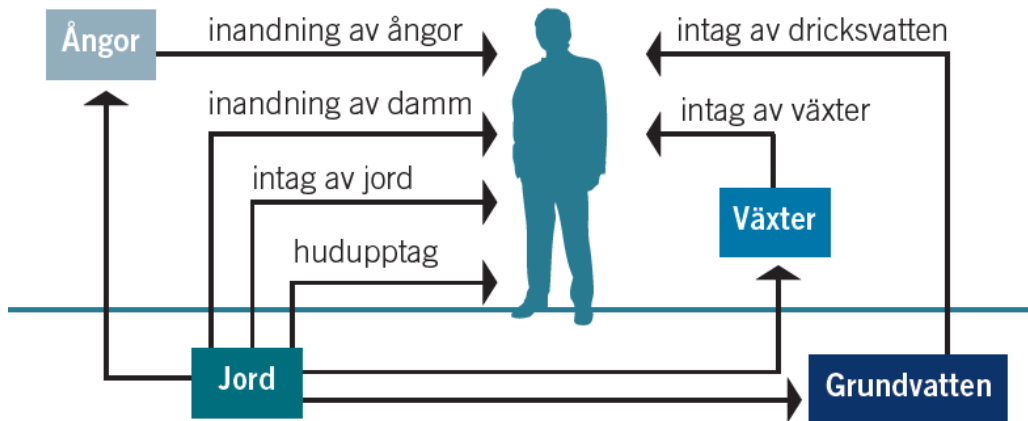 Ångor
inandning av ångor
intag av dricksvatten
inandning av damm
intag av växter
intag av jord
Växter
hudupptag
Jord
Grundvatten